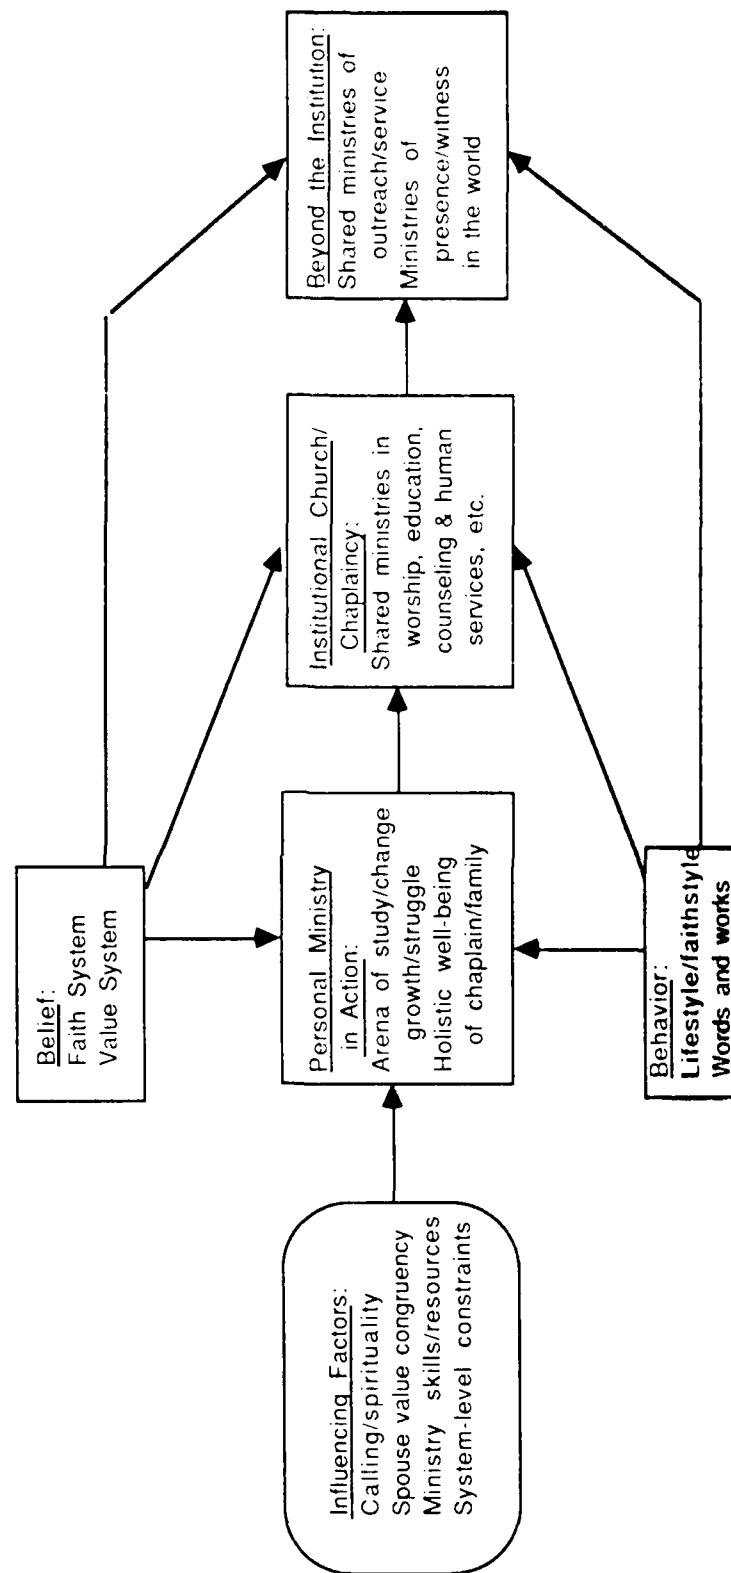 Belief:
Faith System
Value System
Influencing Factors:
Calling/spirituality
Spouse value congruency
Ministry skills/resources
System-level constraints
Personal Ministry
in Action:
Arena of study/change
growth/struggle
Holistic well-being
of chaplain/family
Institutional Church/
Chaplaincy:
Shared ministries in
worship, education,
counseling & human
services, etc.
Beyond the Institution:
Shared ministries of
outreach/service
Ministries of
presence/witness
in the world
Behavior:
Lifestyle/faithstyle
Words and works